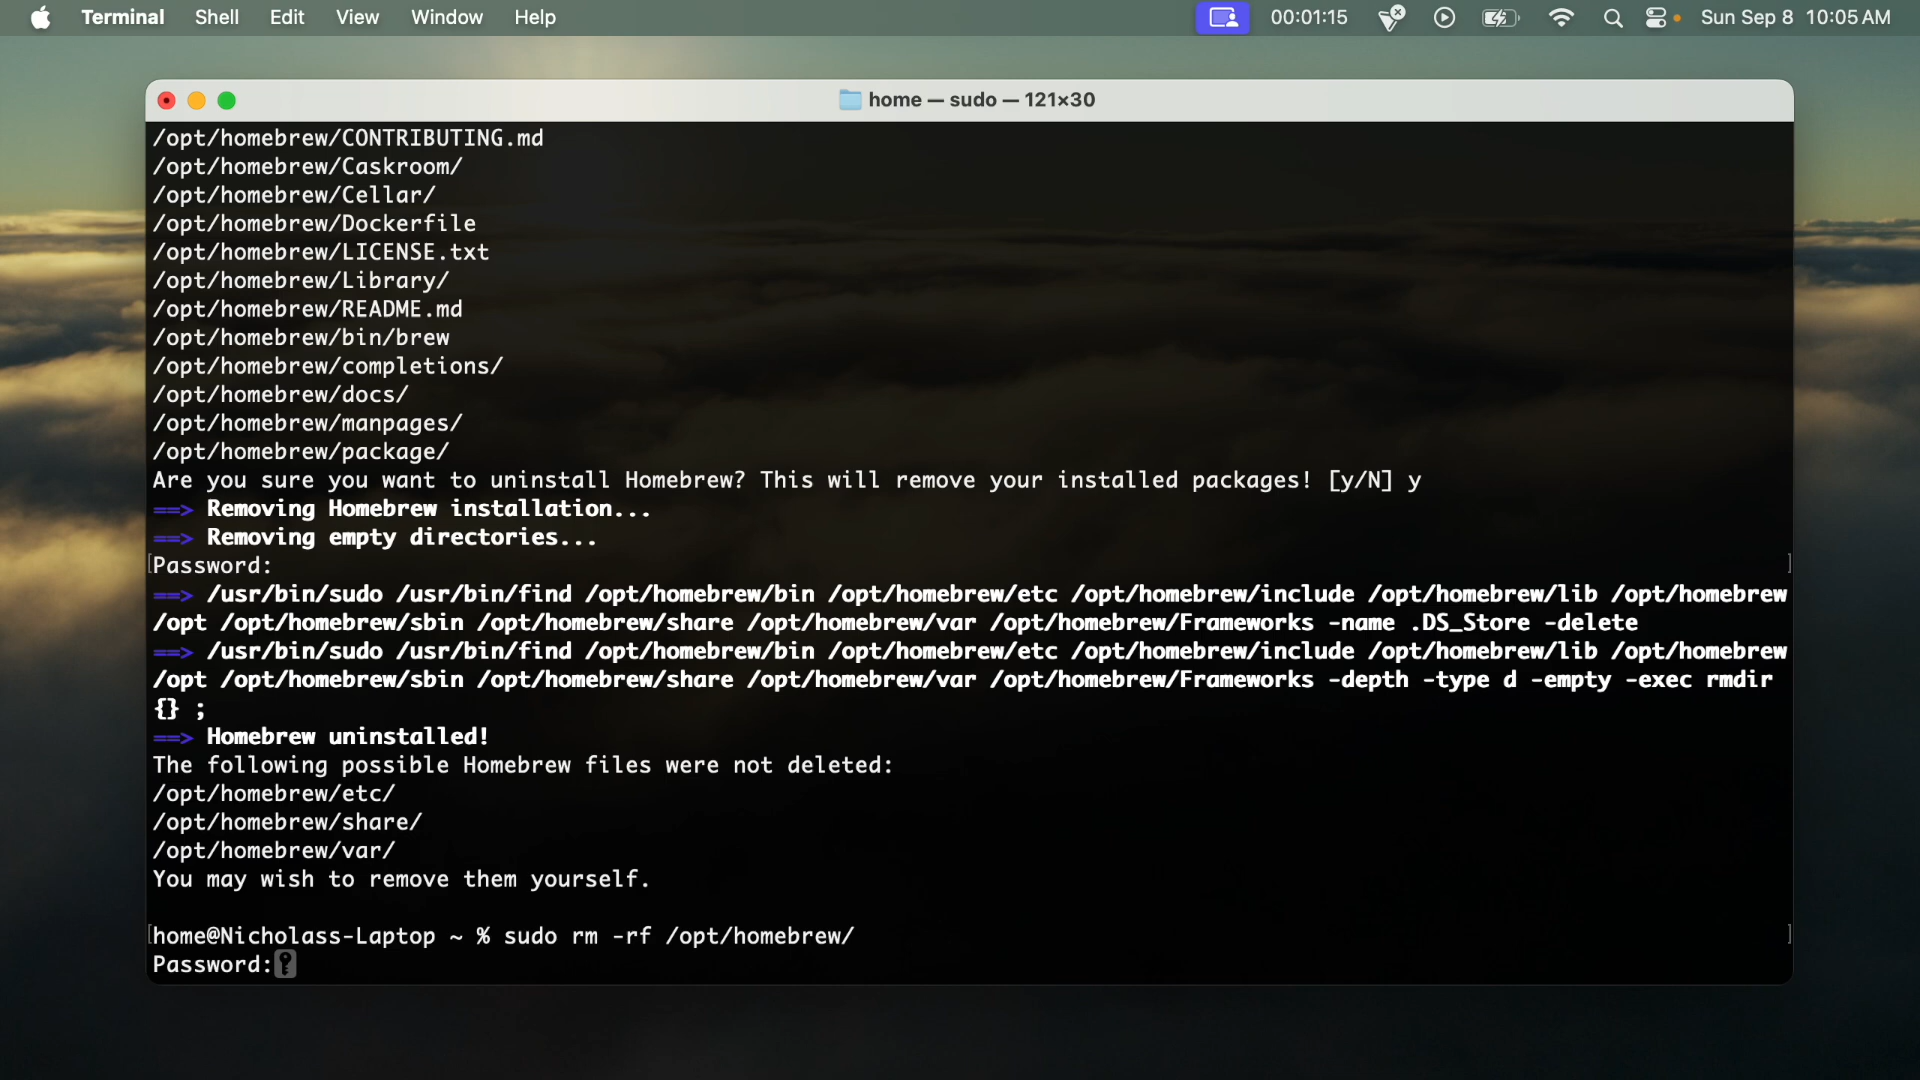 Terminal Shell Edit View Window Help 00:01:15 Sun Sep 8 10:05 AM
home — sudo — 121×30
/opt/homebrew/CONTRIBUTING.md
/opt/homebrew/Caskroom/
/opt/homebrew/Cellar/
/opt/homebrew/Dockerfile
/opt/homebrew/LICENSE.txt
/opt/homebrew/Library/
/opt/homebrew/README.md
/opt/homebrew/bin/brew
/opt/homebrew/completions/
/opt/homebrew/docs/
/opt/homebrew/manpages/
/opt/homebrew/package/
Are you sure you want to uninstall Homebrew? This will remove your installed packages! [y/N] y
==> Removing Homebrew installation...
==> Removing empty directories...
[Password: ]
==> /usr/bin/sudo /usr/bin/find /opt/homebrew/bin /opt/homebrew/etc /opt/homebrew/include /opt/homebrew/lib /opt/homebrew
/opt /opt/homebrew/sbin /opt/homebrew/share /opt/homebrew/var /opt/homebrew/Frameworks -name .DS_Store -delete
==> /usr/bin/sudo /usr/bin/find /opt/homebrew/bin /opt/homebrew/etc /opt/homebrew/include /opt/homebrew/lib /opt/homebrew
/opt /opt/homebrew/sbin /opt/homebrew/share /opt/homebrew/var /opt/homebrew/Frameworks -depth -type d -empty -exec rmdir
{} ;
==> Homebrew uninstalled!
The following possible Homebrew files were not deleted:
/opt/homebrew/etc/
/opt/homebrew/share/
/opt/homebrew/var/
You may wish to remove them yourself.
[home@Nicholass-Laptop ~ % sudo rm -rf /opt/homebrew/ ]
Password: